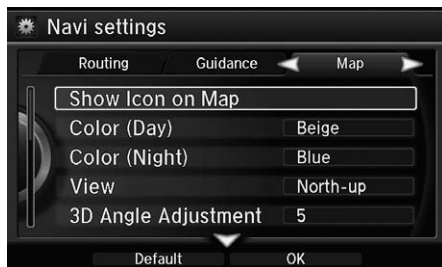 Navi settings
Routing Guidance Map
Show Icon on Map
Color (Day) Beige
Color (Night) Blue
View North-up
3D Angle Adjustment 5
Default OK